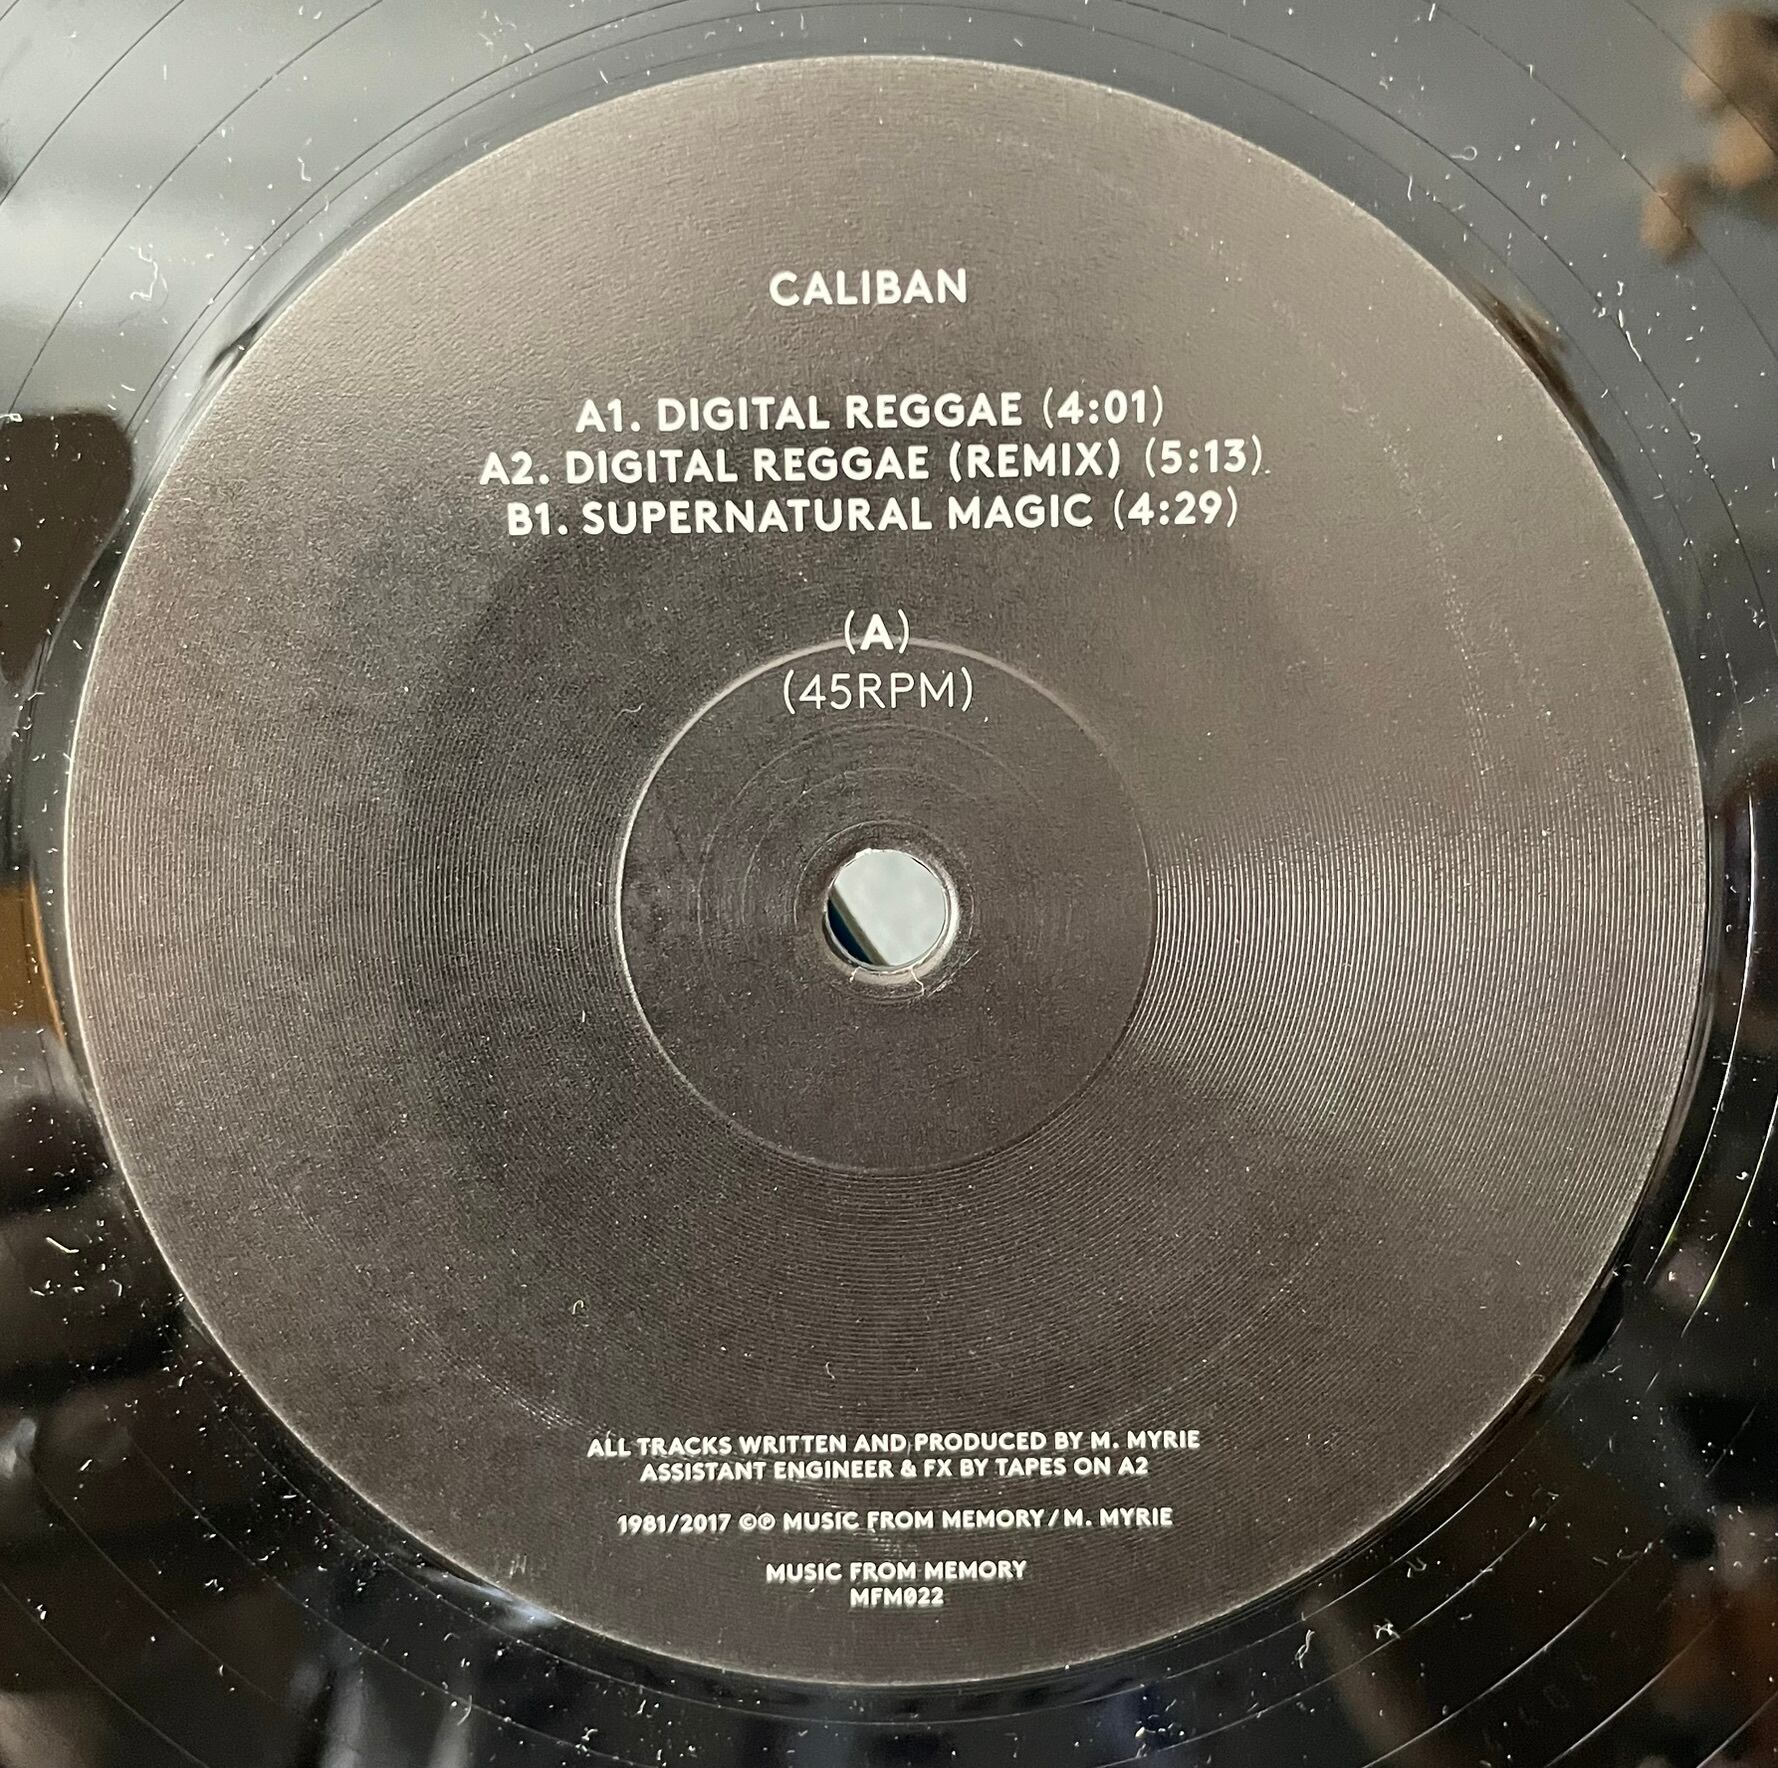 CALIBAN
A1. DIGITAL REGGAE (4:01)
A2. DIGITAL REGGAE (REMIX) (5:13)
B1. SUPERNATURAL MAGIC (4:29)
(A)
(45RPM)
ALL TRACKS WRITTEN AND PRODUCED BY M. MYRIE
ASSISTANT ENGINEER & FX BY TAPES ON A2
1981/2017 ©℗ MUSIC FROM MEMORY/M. MYRIE
MUSIC FROM MEMORY
MFM022